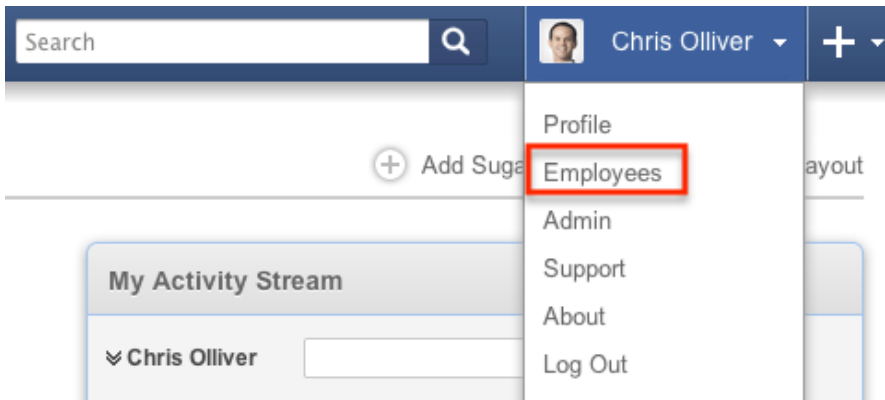 Search
Chris Olliver
Profile
Add Suga
Employees
ayout
Admin
My Activity Stream
Support
About
Chris Olliver
Log Out